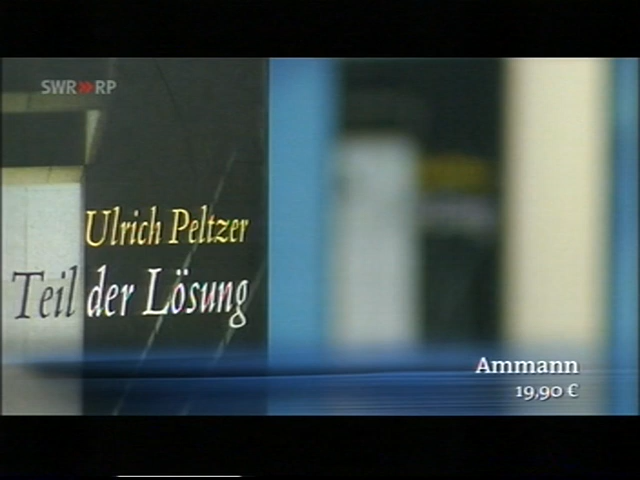 SWR»RP
Ulrich Peltzer
Teil der Lösung
Ammann
19,90 €